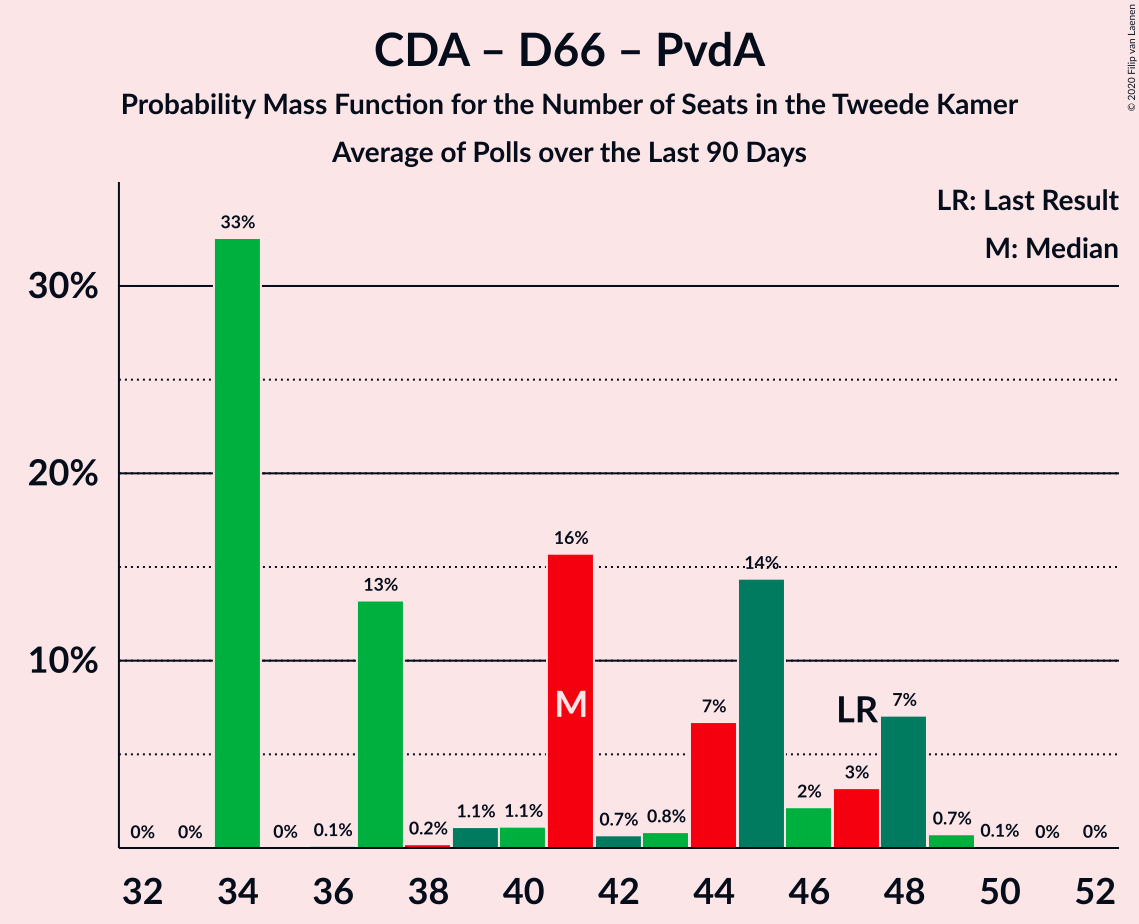 CDA – D66 – PvdA
Probability Mass Function for the Number of Seats in the Tweede Kamer
Average of Polls over the Last 90 Days
© 2020 Filip van Laenen
LR: Last Result
M: Median
30%
20%
10%
0%
0%
33%
0%
0.1%
13%
0.2%
1.1%
1.1%
16%
0.7%
0.8%
7%
14%
2%
3%
7%
0.7%
0.1%
0%
0%
M
LR
32 34 36 38 40 42 44 46 48 50 52